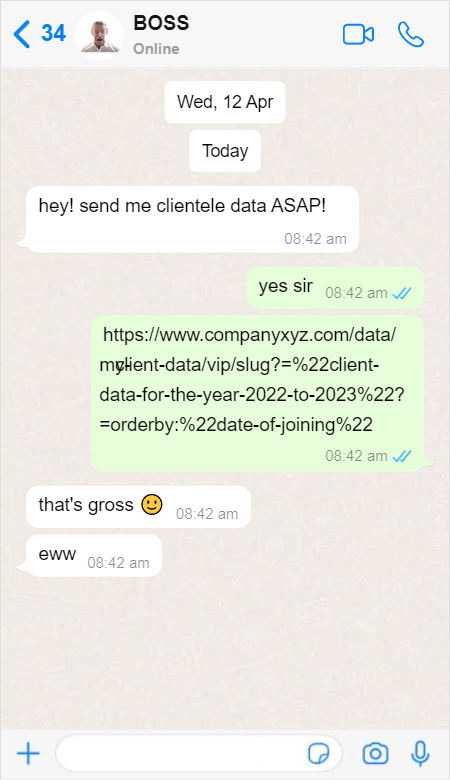 34
BOSS
Online
Wed, 12 Apr
Today
hey! send me clientele data ASAP!
08:42 am
yes sir 08:42 am
https://www.companyxyz.com/data/
myclient-data/vip/slug?=%22client-
data-for-the-year-2022-to-2023%22?
=orderby:%22date-of-joining%22
08:42 am
that's gross 🙂 08:42 am
eww 08:42 am